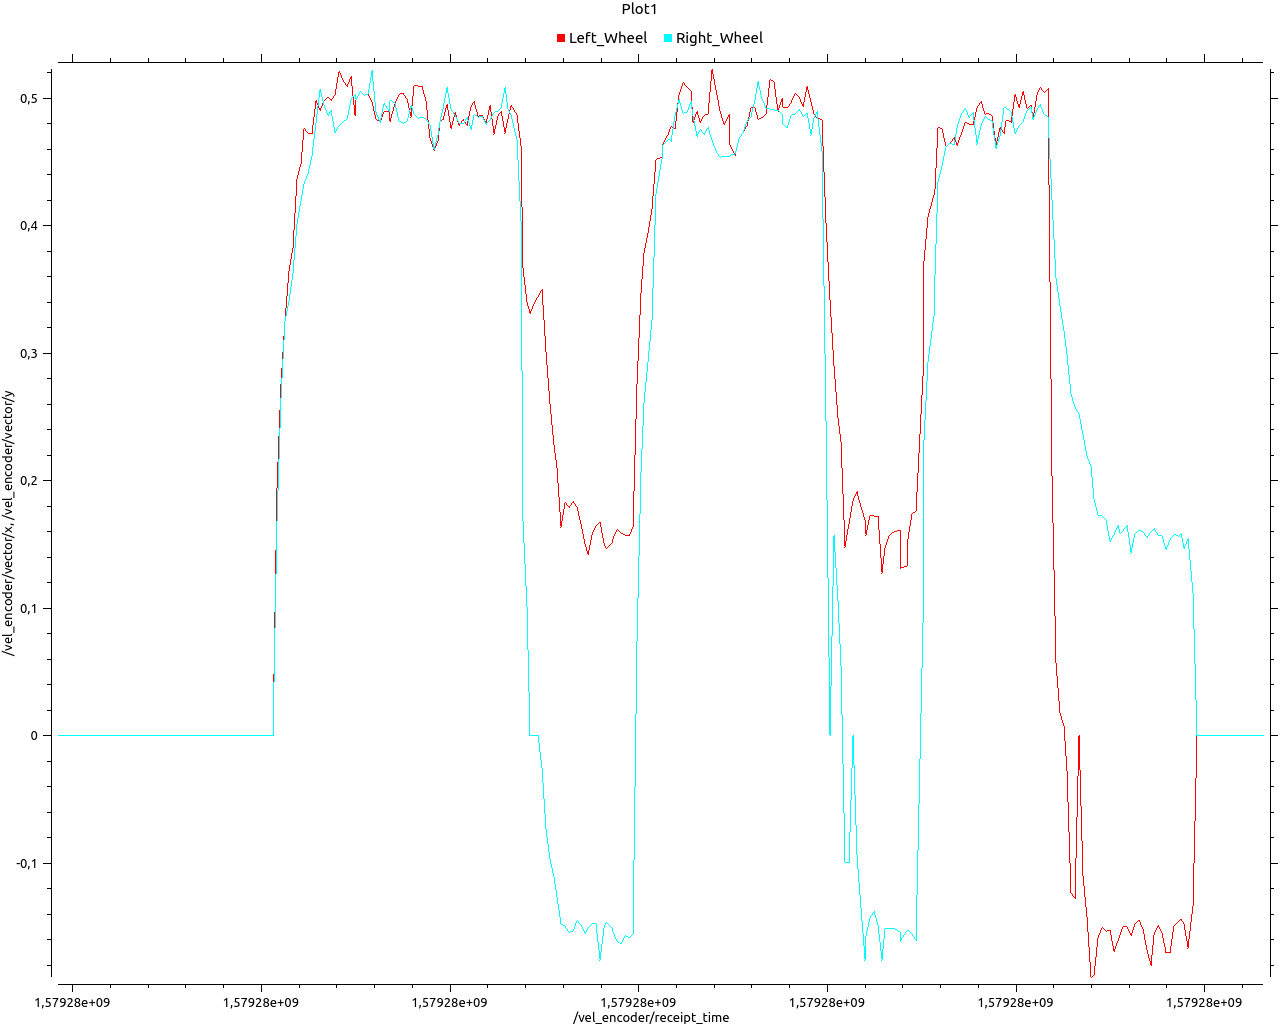 Plot1
Left_Wheel Right_Wheel
0,5
0,4
0,3
0,2
0,1
0
-0,1
/vel_encoder/vector/x, /vel_encoder/vector/y
1,57928e+09 1,57928e+09 1,57928e+09 1,57928e+09 1,57928e+09 1,57928e+09 1,57928e+09
/vel_encoder/receipt_time